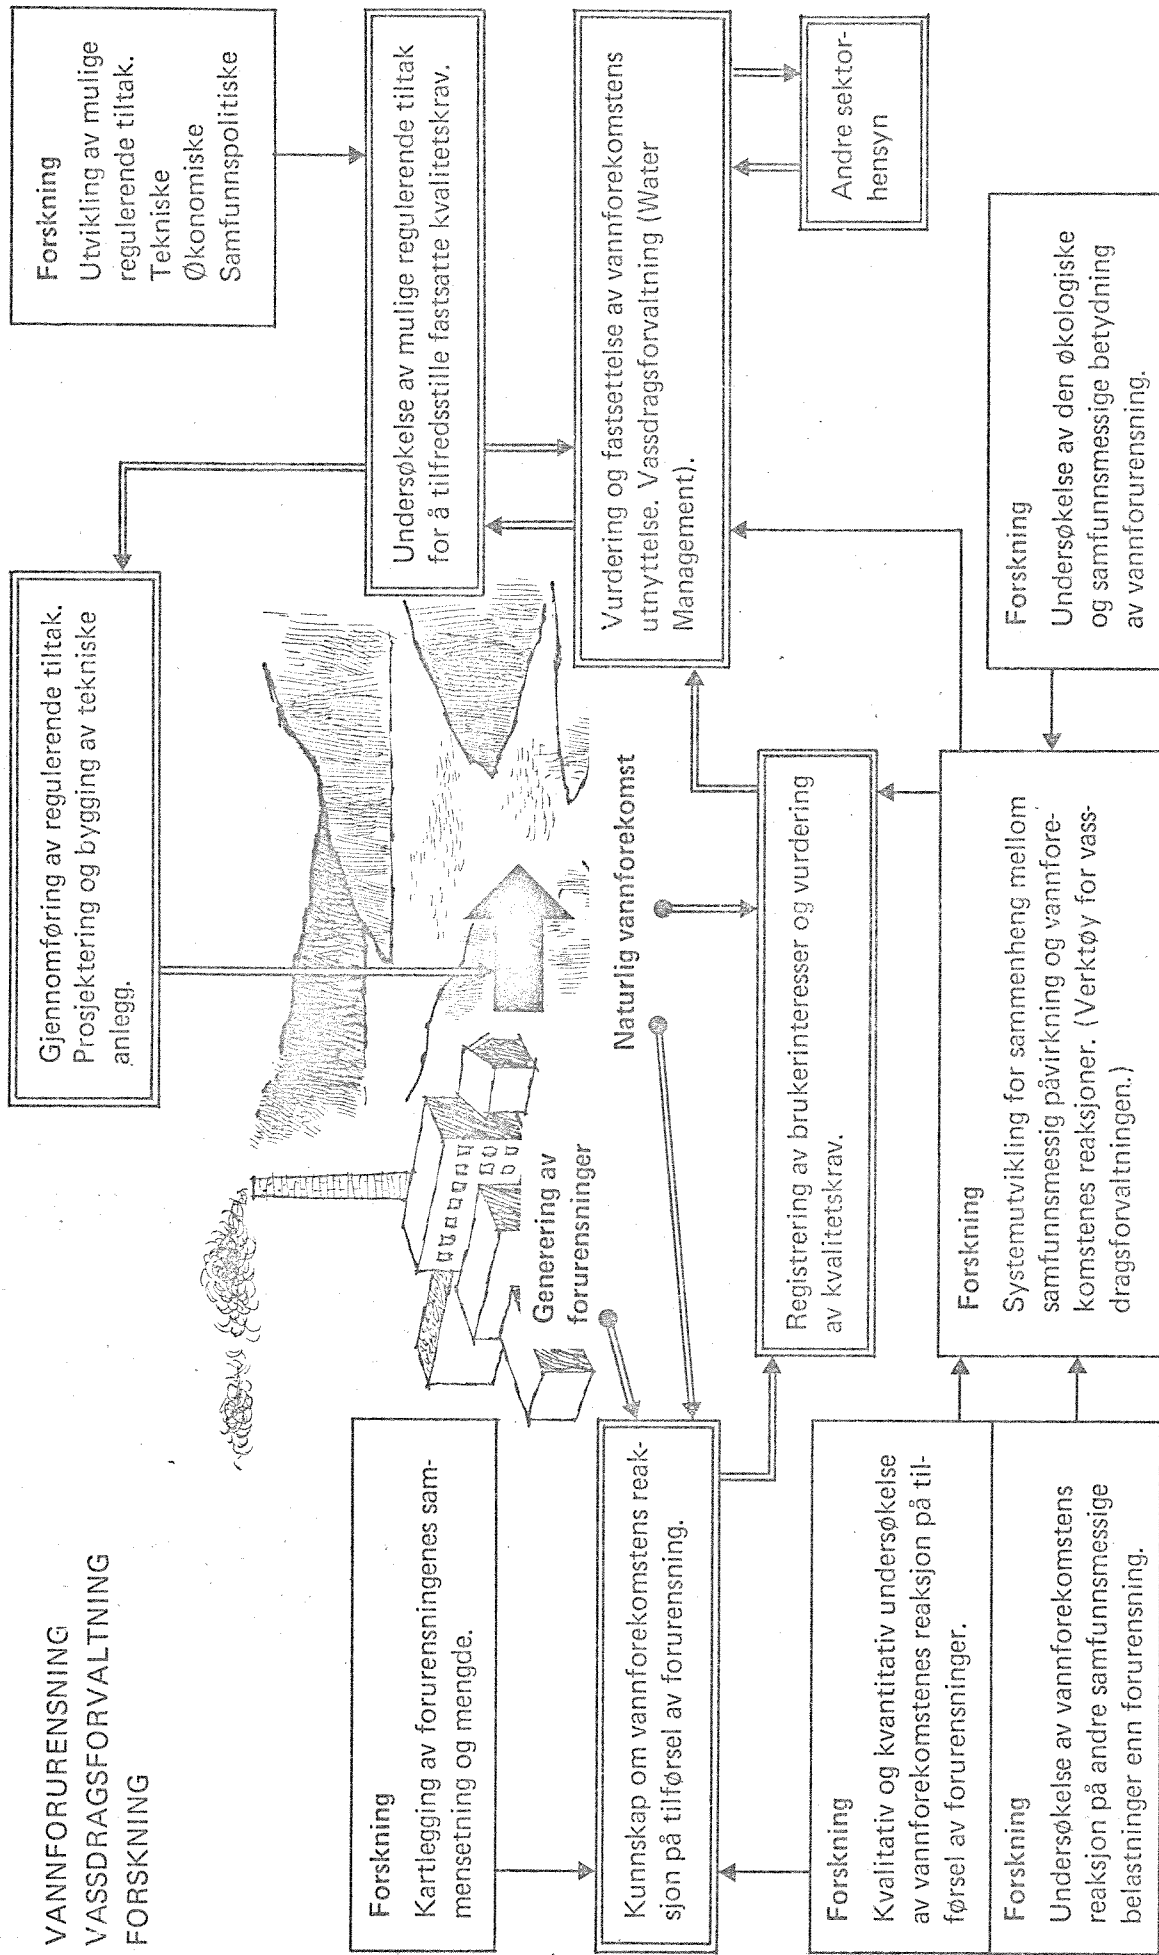 VANNFORURENSNING
VASSDRAGSFORVALTNING
FORSKNING
Gjennomføring av regulerende tiltak.
Prosjektering og bygging av tekniske
anlegg.
Forskning
Utvikling av mulige
regulerende tiltak.
Tekniske
Økonomiske
Samfunnspolitiske
Forskning
Kartlegging av forurensningenes sam-
mensetning og mengde.
Undersøkelse av mulige regulerende tiltak
for å tilfredsstille fastsatte kvalitetskrav.
Generering av
forurensninger
Naturlig vannforekomst
Kunnskap om vannforekomstens reak-
sjon på tilførsel av forurensning.
Vurdering og fastsettelse av vannforekomstens
utnyttelse. Vassdragsforvaltning (Water
Management).
Registrering av brukerinteresser og vurdering
av kvalitetskrav.
Andre sektor-
hensyn
Forskning
Kvalitativ og kvantitativ undersøkelse
av vannforekomstenes reaksjon på til-
førsel av forurensninger.
Forskning
Systemutvikling for sammenheng mellom
samfunnsmessig påvirkning og vannfore-
komstenes reaksjoner. (Verktøy for vass-
dragsforvaltningen.)
Forskning
Undersøkelse av den økologiske
og samfunnsmessige betydning
av vannforurensning.
Forskning
Undersøkelse av vannforekomstens
reaksjon på andre samfunnsmessige
belastninger enn forurensning.